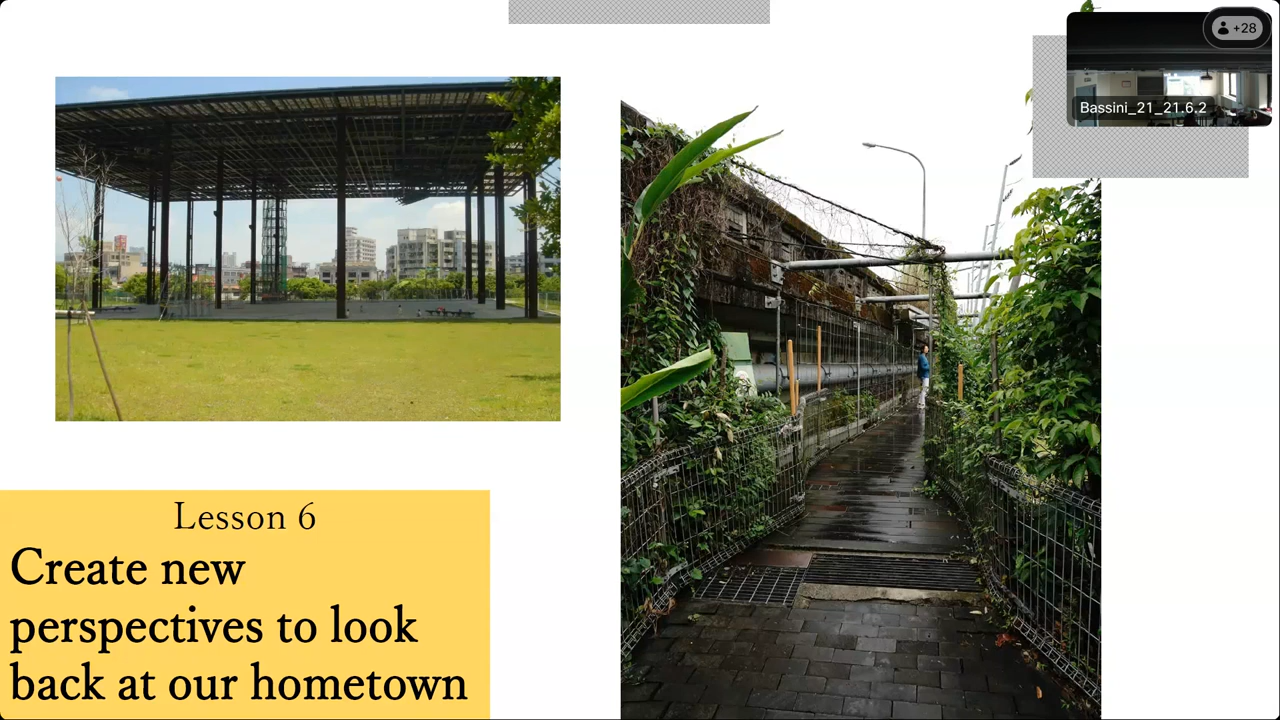 +28
Bassini_21_21.6.2
Lesson 6
Create new
perspectives to look
back at our hometown